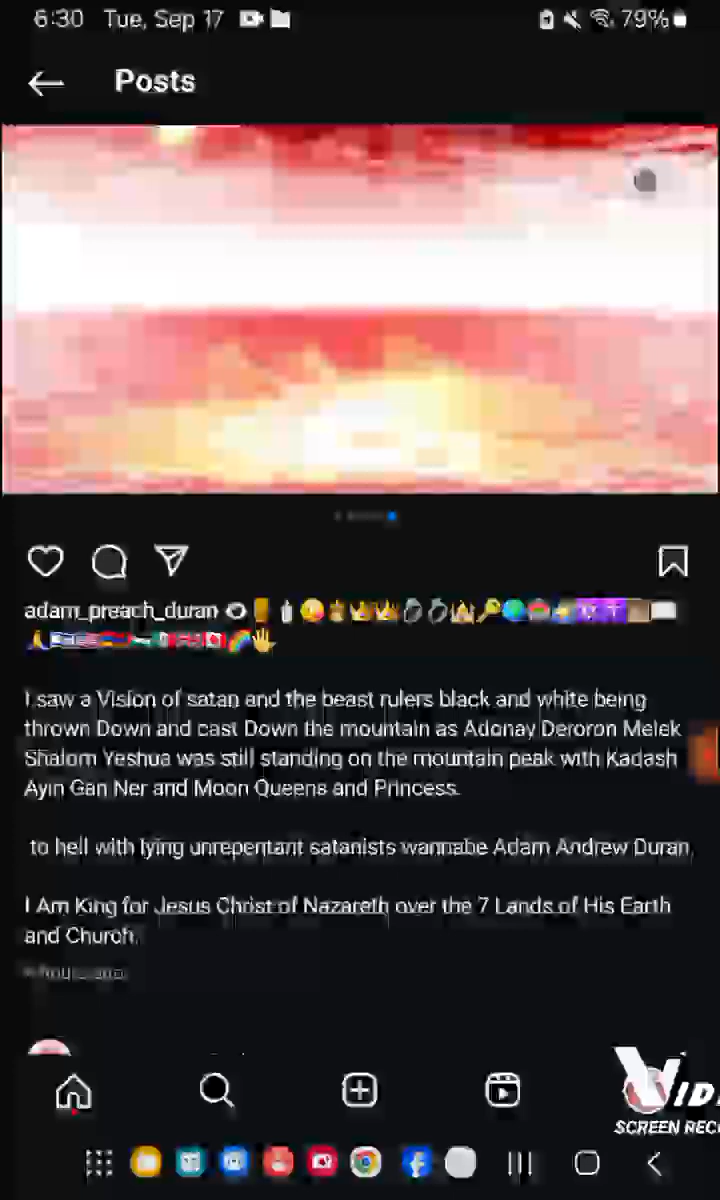 6:30 Tue, Sep 17 79%
Posts
adam_preach_duran
I saw a Vision of satan and the beast rulers black and white being
thrown Down and cast Down the mountain as Adonay Deroron Melek
Shalom Yeshua was still standing on the mountain peak with Kadash
Ayin Gan Ner and Moon Queens and Princess.
to hell with lying unrepentant satanists wannabe Adam Andrew Duran
I Am King for Jesus Christ of Nazareth over the 7 Lands of His Earth
and Church.
SCREEN REC